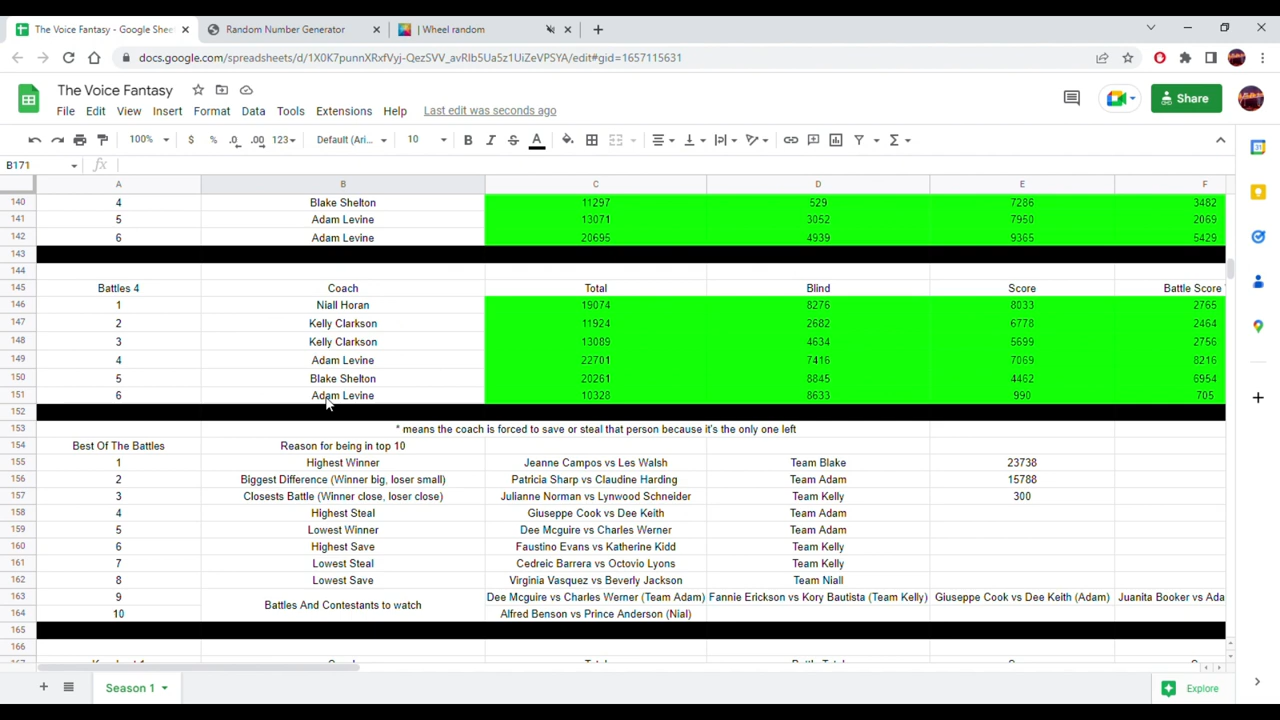 The Voice Fantasy - Google Shee
Random Number Generator
| Wheel random
docs.google.com/spreadsheets/d/1X0K7punnXRxfVyj-QezSVV_avRIb5Ua5z1UiZoVPSYA/edit#gid=1657115631
The Voice Fantasy
File Edit View Insert Format Data Tools Extensions Help Last edit was seconds ago
Share
100% $ % .0 .00 123 Default (Ari... 10 B I S A Σ
B171 fx
A B C D E F
140 4 Blake Shelton 11297 529 7286 3482
141 5 Adam Levine 13071 3052 7950 2069
142 6 Adam Levine 20695 4939 9365 5429
143
144
145 Battles 4 Coach Total Blind Score Battle Score
146 1 Niall Horan 19074 8276 8033 2765
147 2 Kelly Clarkson 11924 2682 6778 2464
148 3 Kelly Clarkson 13089 4634 5699 2756
149 4 Adam Levine 22701 7416 7069 8216
150 5 Blake Shelton 20261 8845 4462 6954
151 6 Adam Levine 10328 8633 990 705
152
153 * means the coach is forced to save or steal that person because it's the only one left
154 Best Of The Battles Reason for being in top 10
155 1 Highest Winner Jeanne Campos vs Les Walsh Team Blake 23738
156 2 Biggest Difference (Winner big, loser small) Patricia Sharp vs Claudine Harding Team Adam 15788
157 3 Closests Battle (Winner close, loser close) Julianne Norman vs Lynwood Schneider Team Kelly 300
158 4 Highest Steal Giuseppe Cook vs Dee Keith Team Adam
159 5 Lowest Winner Dee Mcguire vs Charles Werner Team Adam
160 6 Highest Save Faustino Evans vs Katherine Kidd Team Kelly
161 7 Lowest Steal Cedreic Barrera vs Octovio Lyons Team Kelly
162 8 Lowest Save Virginia Vasquez vs Beverly Jackson Team Niall
163 9 Battles And Contestants to watch Dee Mcguire vs Charles Werner (Team Adam) Fannie Erickson vs Kory Bautista (Team Kelly) Giuseppe Cook vs Dee Keith (Adam) Juanita Booker vs Ada
164 10 Alfred Benson vs Prince Anderson (Nial)
165
166
Season 1
Explore